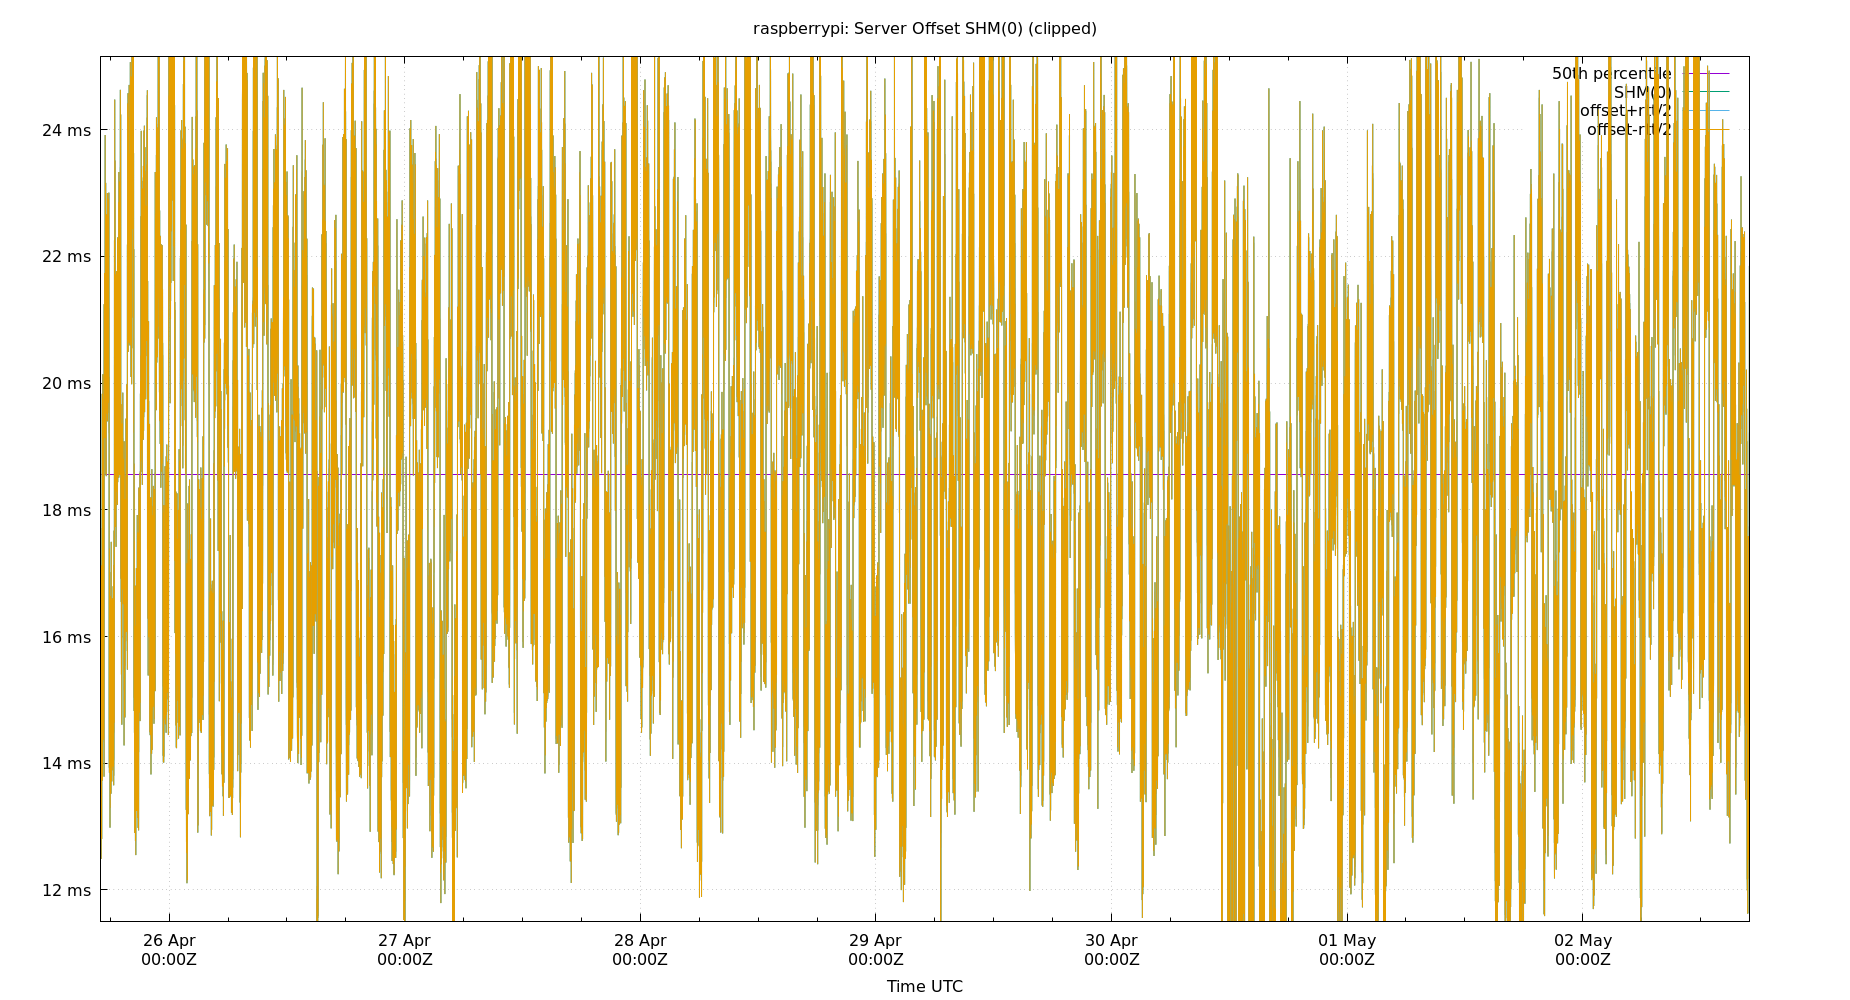 raspberrypi: Server Offset SHM(0) (clipped)
50th percentile
SHM(0)
offset+rtt/2
offset-rtt/2
24 ms
22 ms
20 ms
18 ms
16 ms
14 ms
12 ms
26 Apr 27 Apr 28 Apr 29 Apr 30 Apr 01 May 02 May
00:00Z 00:00Z 00:00Z 00:00Z 00:00Z 00:00Z 00:00Z
Time UTC